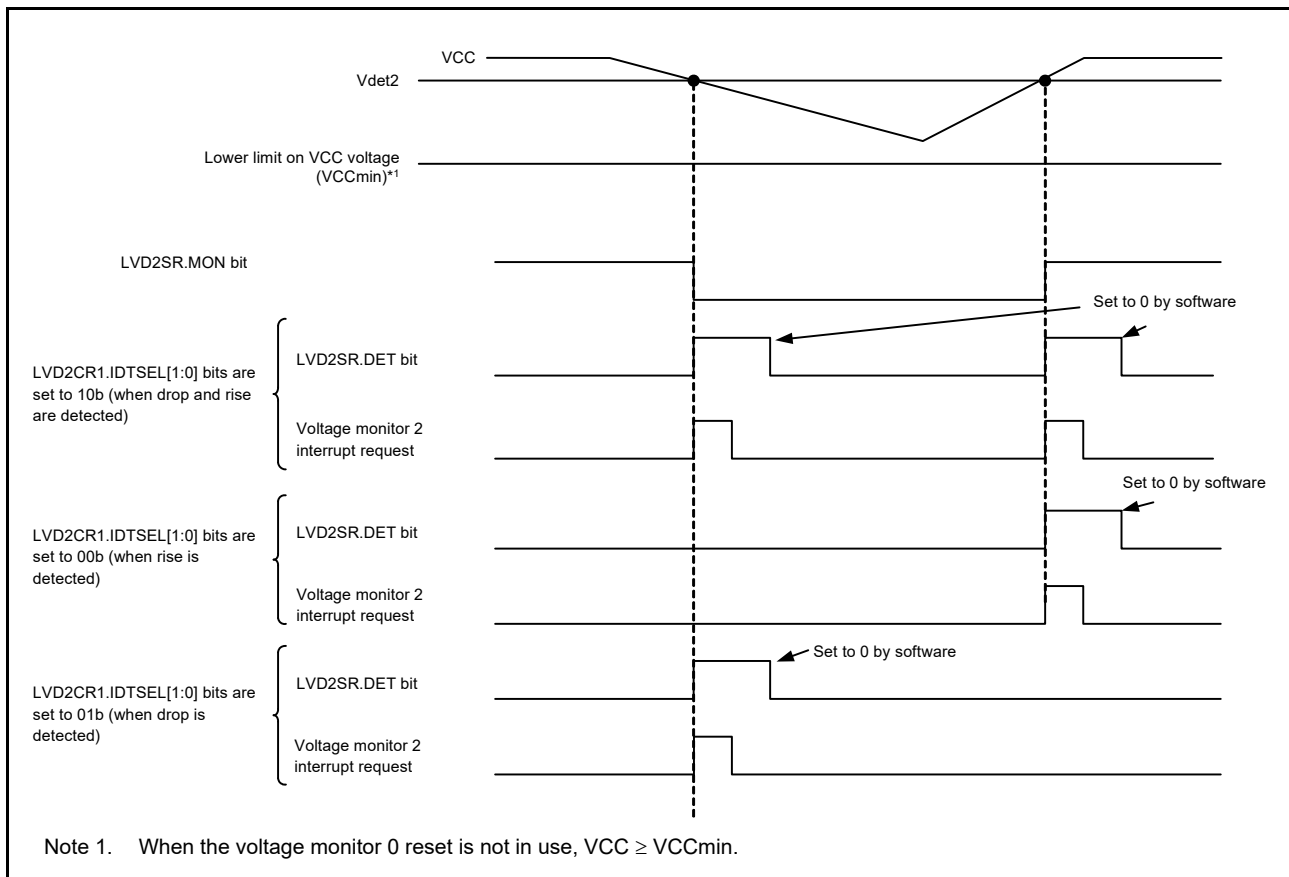 VCC
Vdet2
Lower limit on VCC voltage
(VCCmin)*1
LVD2SR.MON bit
Set to 0 by software
LVD2CR1.IDTSEL[1:0] bits are
set to 10b (when drop and rise
are detected)
LVD2SR.DET bit
Voltage monitor 2
interrupt request
Set to 0 by software
LVD2CR1.IDTSEL[1:0] bits are
set to 00b (when rise is
detected)
LVD2SR.DET bit
Voltage monitor 2
interrupt request
Set to 0 by software
LVD2CR1.IDTSEL[1:0] bits are
set to 01b (when drop is
detected)
LVD2SR.DET bit
Voltage monitor 2
interrupt request
Note 1. When the voltage monitor 0 reset is not in use, VCC ≥ VCCmin.